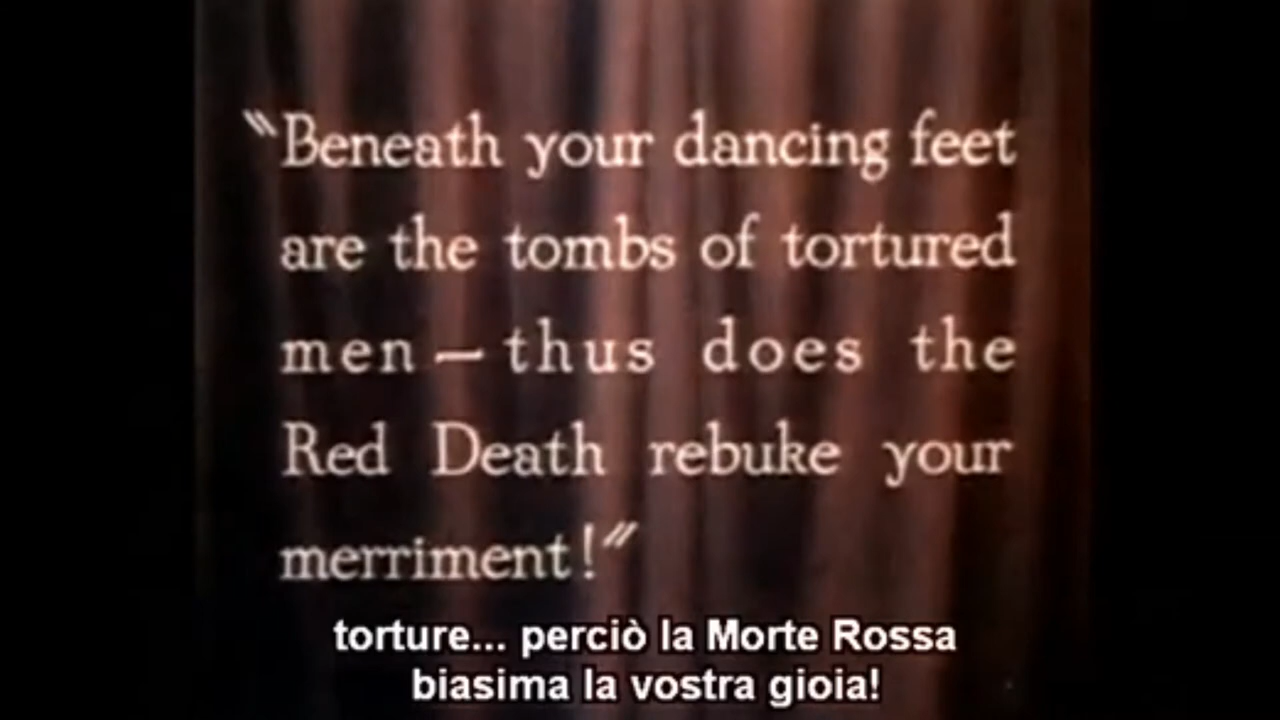 "Beneath your dancing feet
are the tombs of tortured
men — thus does the
Red Death rebuke your
merriment!"
torture... perciò la Morte Rossa
biasima la vostra gioia!